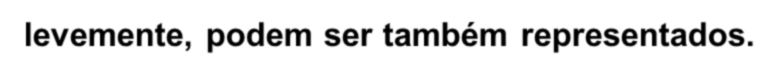 levemente, podem ser também representados.